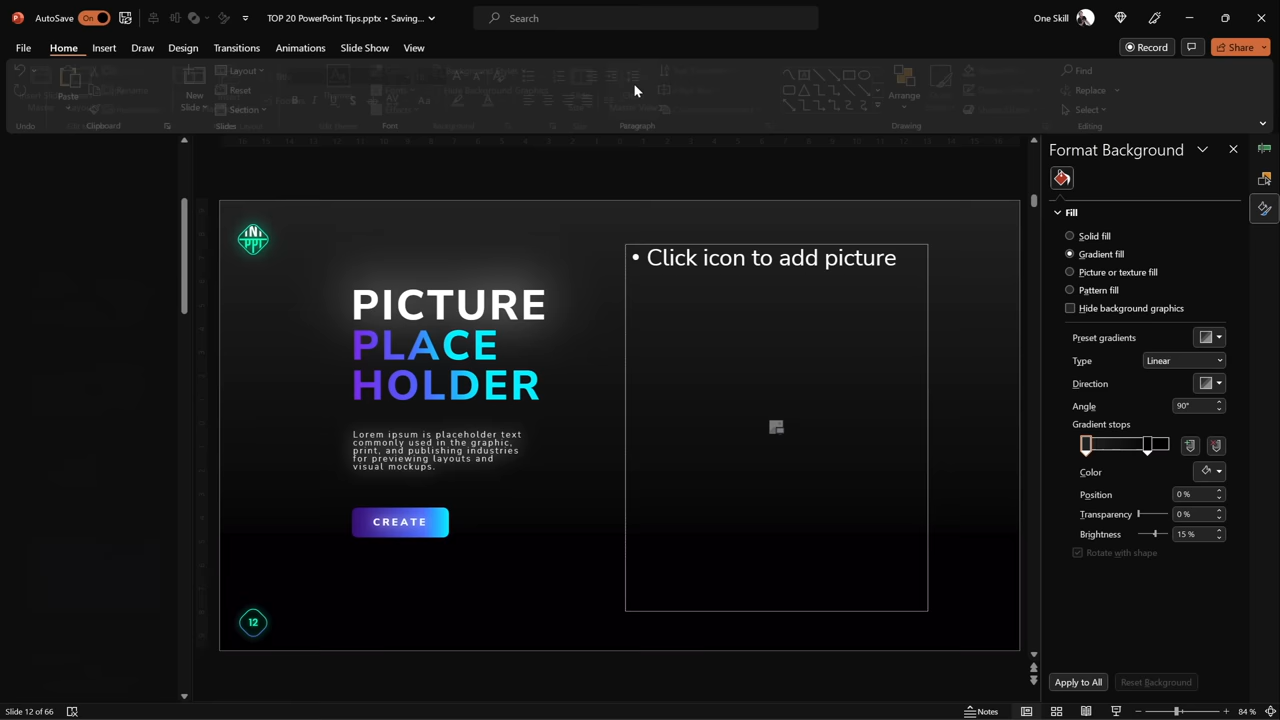 AutoSave On
TOP 20 PowerPoint Tips.pptx • Saving...
Search
One Skill
File Home Insert Draw Design Transitions Animations Slide Show View
Record
Share
Paste
New
Slide
Layout
Reset
Section
Arrange
Find
Replace
Select
Undo
Clipboard
Slides
Font
Paragraph
Drawing
Editing
INI
PPT
PICTURE
PLACE
HOLDER
Lorem ipsum is placeholder text
commonly used in the graphic,
print, and publishing industries
for previewing layouts and
visual mockups.
CREATE
12
• Click icon to add picture
Format Background
Fill
Solid fill
Gradient fill
Picture or texture fill
Pattern fill
Hide background graphics
Preset gradients
Type Linear
Direction
Angle 90°
Gradient stops
Color
Position 0 %
Transparency 0 %
Brightness 15 %
Rotate with shape
Apply to All
Reset Background
Slide 12 of 66
Notes
84 %